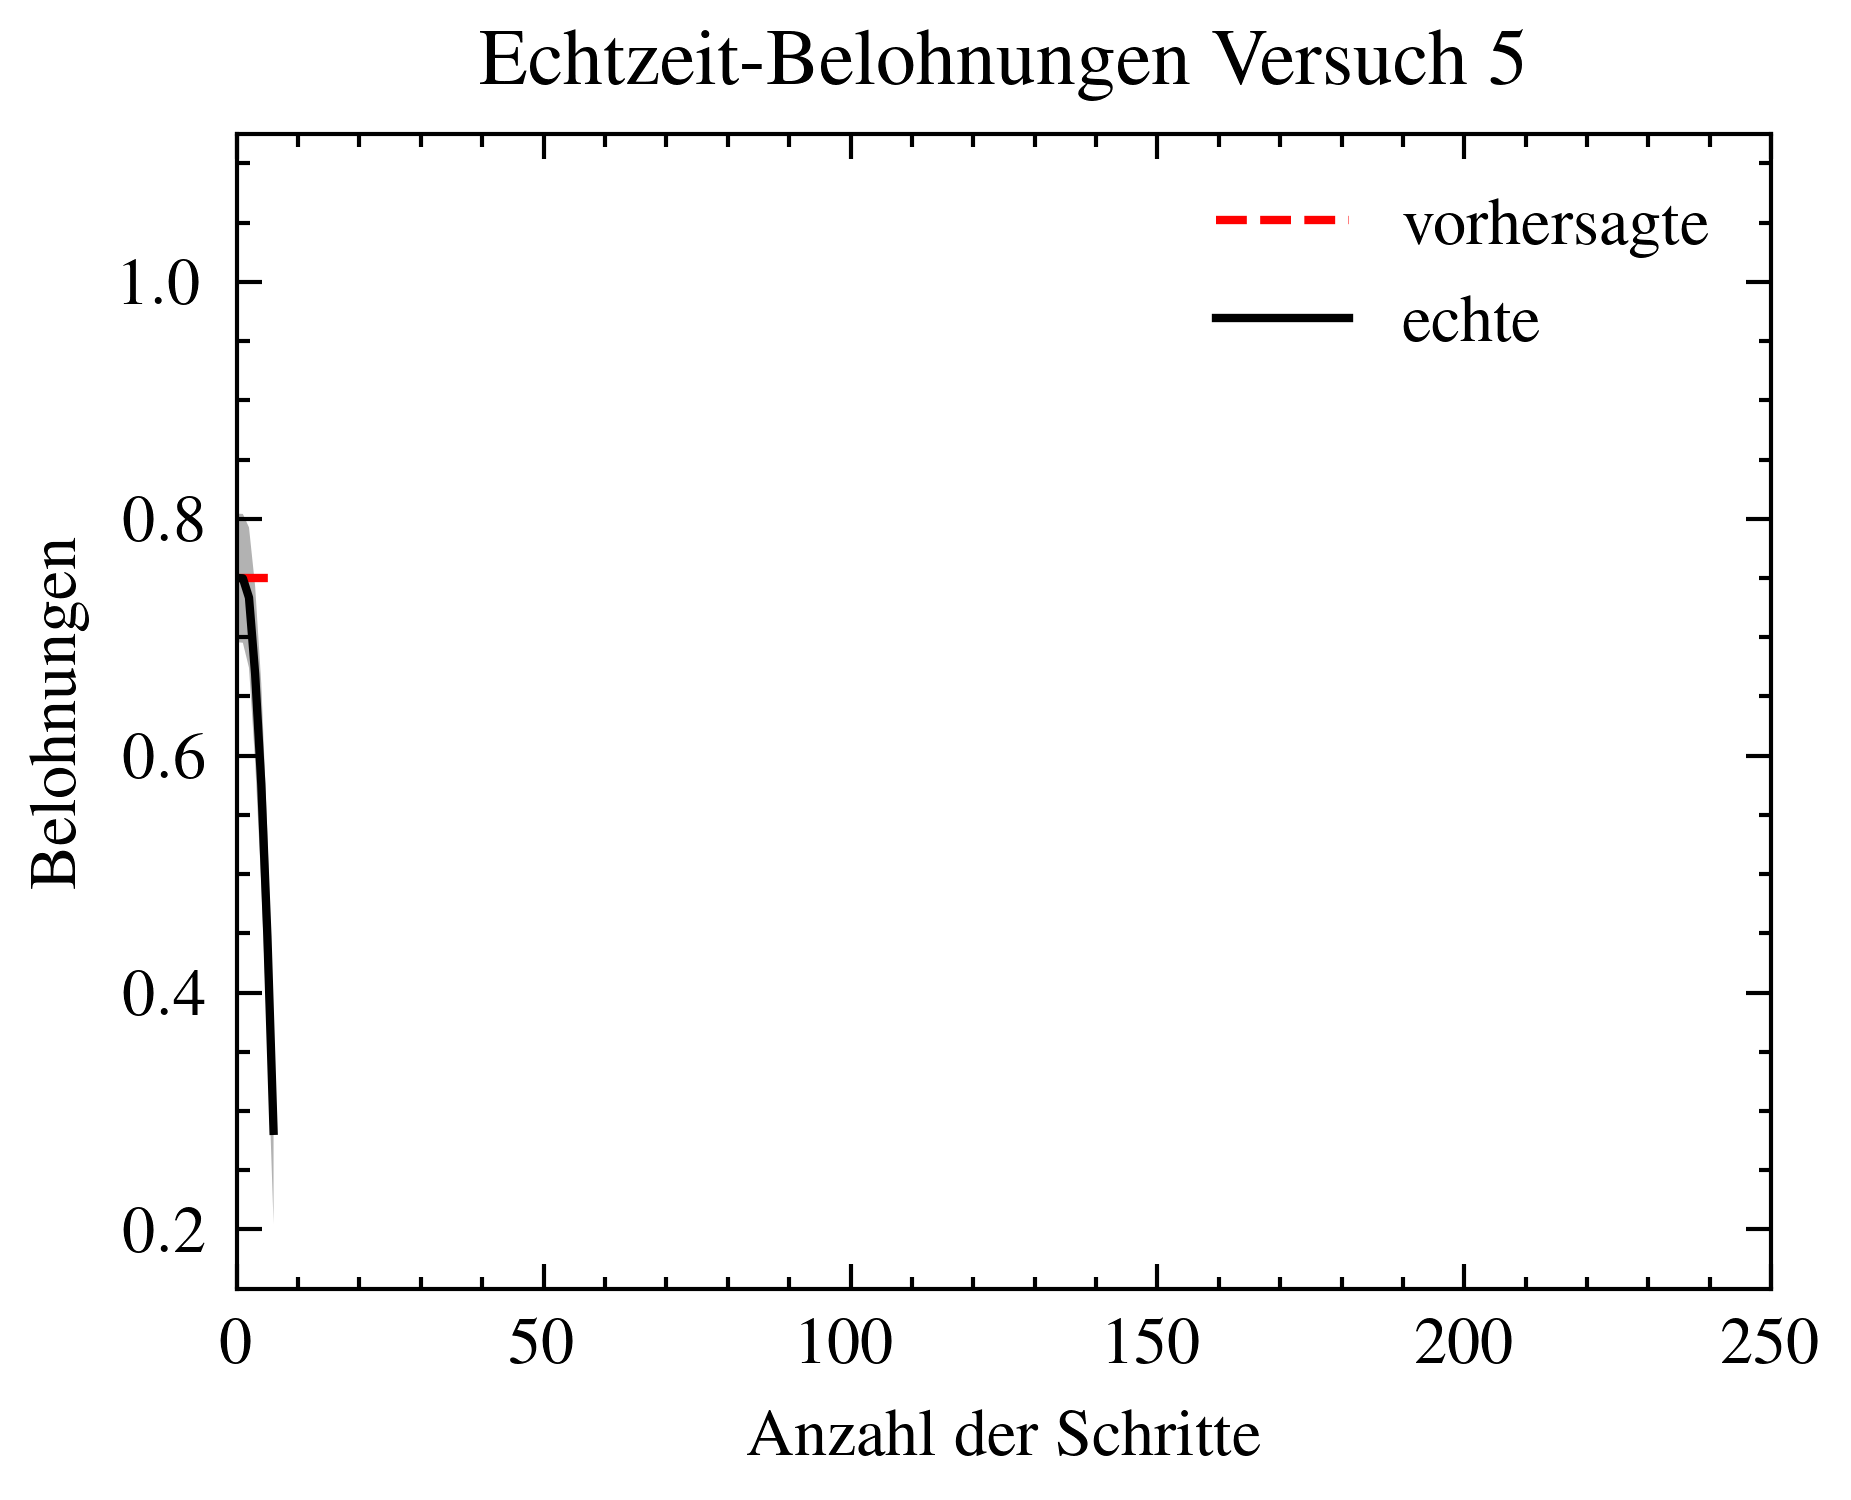 Echtzeit-Belohnungen Versuch 5
vorhersagte
echte
1.0
0.8
0.6
0.4
0.2
Belohnungen
0 50 100 150 200 250
Anzahl der Schritte